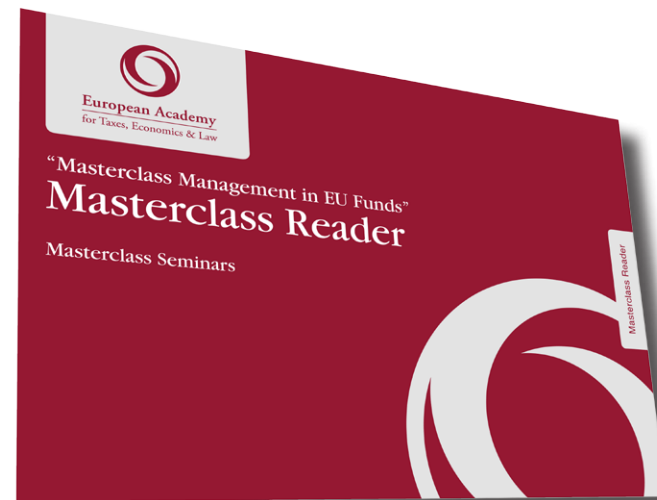 European Academy
for Taxes, Economics & Law
“Masterclass Management in EU Funds”
Masterclass Reader
Masterclass Seminars
Masterclass Reader